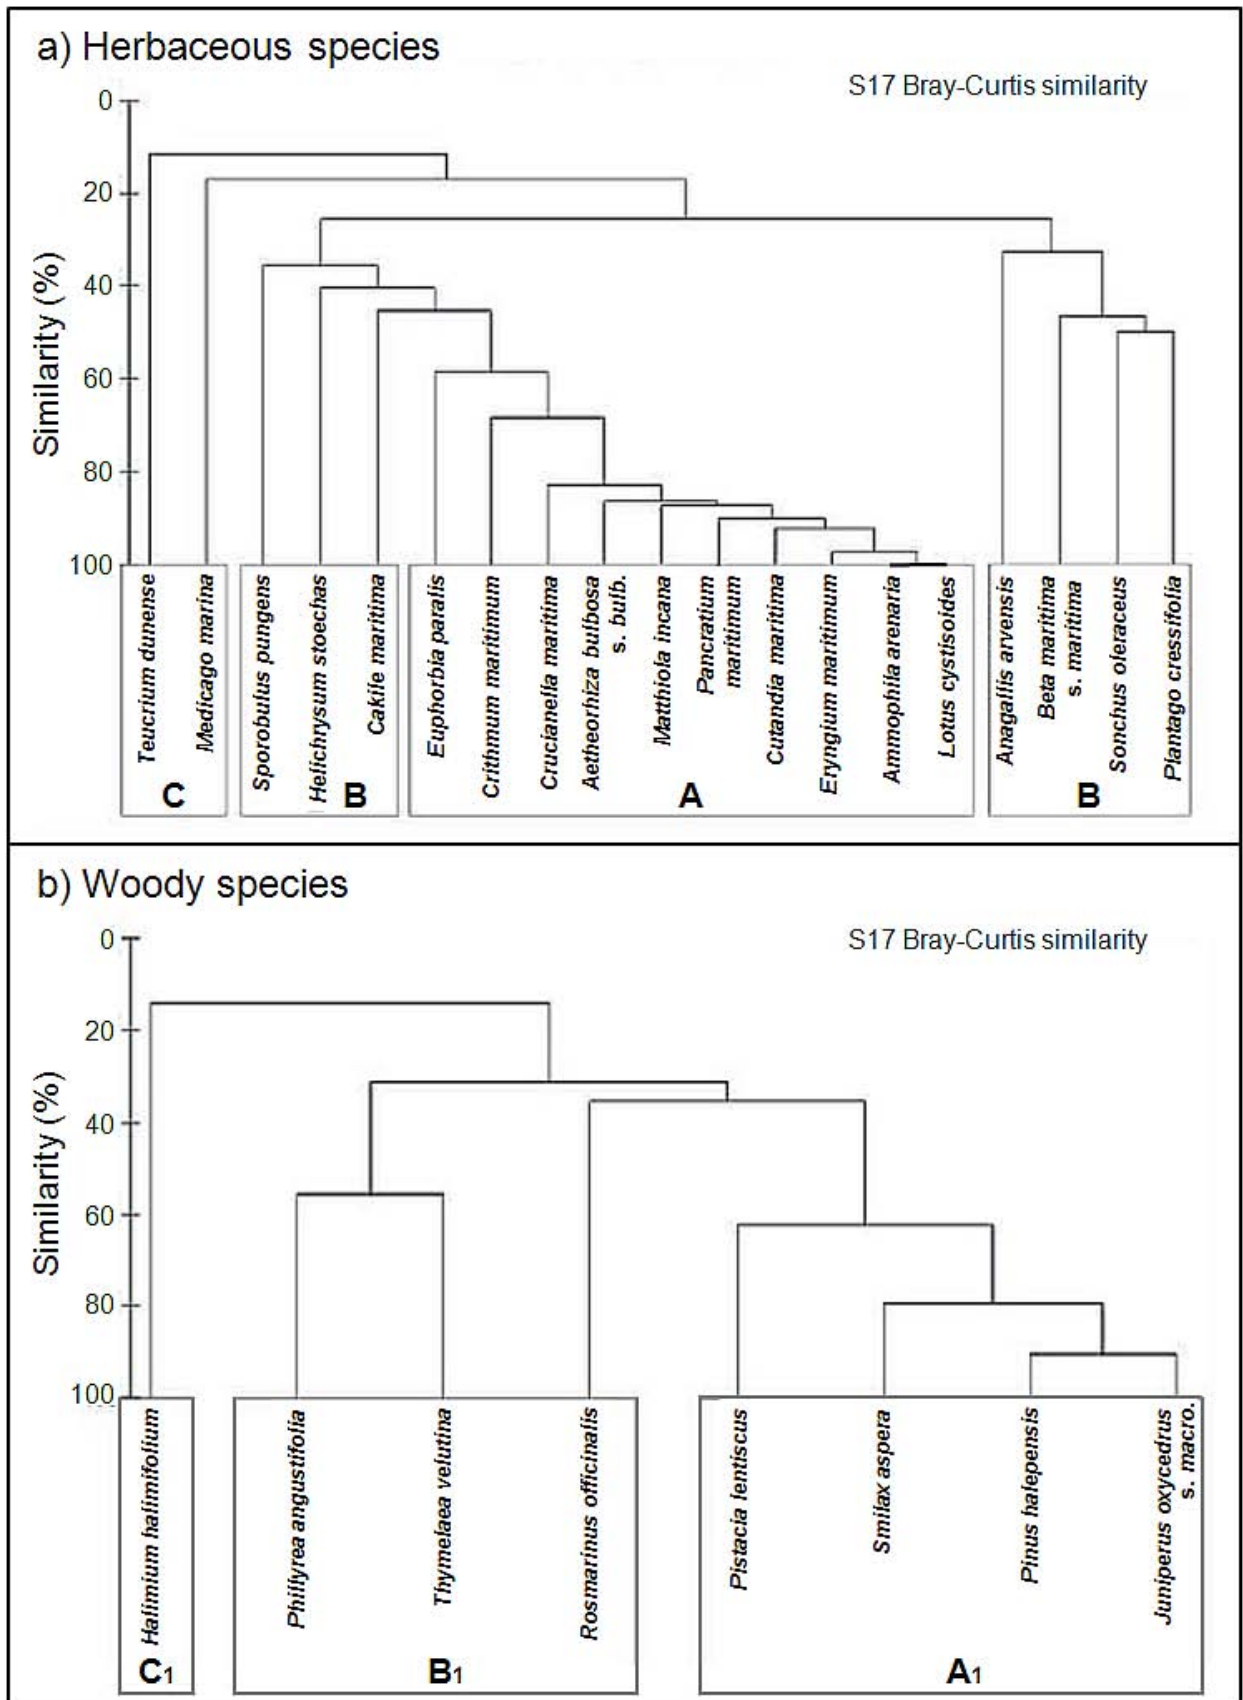 a) Herbaceous species
S17 Bray-Curtis similarity
Similarity (%)
0
20
40
60
80
100
Teucrium dunense
Medicago marina
Sporobulus pungens
Helichrysum stoechas
Cakile maritima
Euphorbia paralis
Crithmum maritimum
Crucianella maritima
Aetheorhiza bulbosa
s. bulb.
Matthiola incana
Pancratium
maritimum
Cutandia maritima
Eryngium maritimum
Ammophila arenaria
Lotus cystisoides
Anagallis arvensis
Beta maritima
s. maritima
Sonchus oleraceus
Plantago cressifolia
C
B
A
B
b) Woody species
S17 Bray-Curtis similarity
Similarity (%)
0
20
40
60
80
100
Halimium halimifolium
Phillyrea angustifolia
Thymelaea velutina
Rosmarinus officinalis
Pistacia lentiscus
Smilax aspera
Pinus halepensis
Juniperus oxycedrus
s. macro.
C1
B1
A1